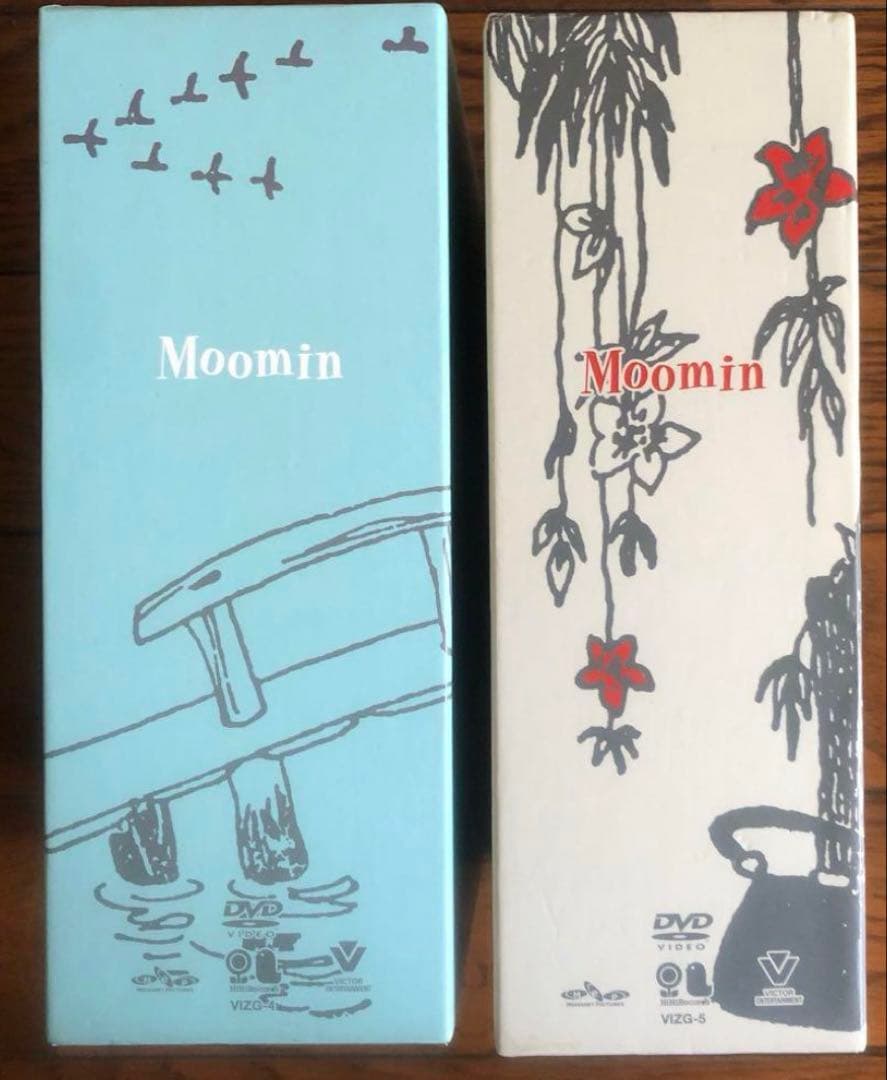 Moomin
DVD
VIDEO
VICTOR
ENTERTAINMENT
VIZG-4
Moomin
DVD
VIDEO
VICTOR
ENTERTAINMENT
VIZG-5